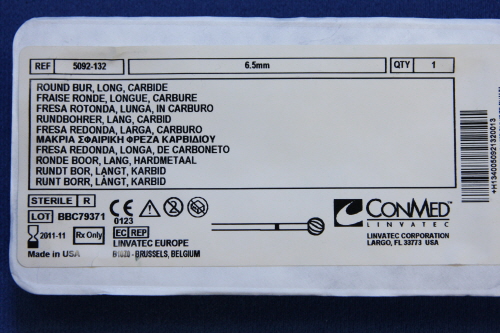 REF 5092-132 6.5mm QTY 1
ROUND BUR, LONG, CARBIDE
FRAISE RONDE, LONGUE, CARBURE
FRESA ROTONDA, LUNGA, IN CARBURO
RUNDBOHRER, LANG, CARBID
FRESA REDONDA, LARGA, CARBURO
ΜΑΚΡΙΑ ΣΦΑΙΡΙΚΗ ΦΡΕΖΑ ΚΑΡΒΙΔΙΟΥ
FRESA REDONDA, LONGA, DE CARBONETO
RONDE BOOR, LANG, HARDMETAAL
RUNDT BOR, LANGT, KARBID
RUNT BORR, LÅNGT, KARBID
STERILE R
LOT BBC79371
2011-11 Rx Only
Made in USA
CE
0123
EC REP
LINVATEC EUROPE
B1070 - BRUSSELS, BELGIUM
CONMED
LINVATEC
LINVATEC CORPORATION
LARGO, FL 33773 USA
+H1340050921320013